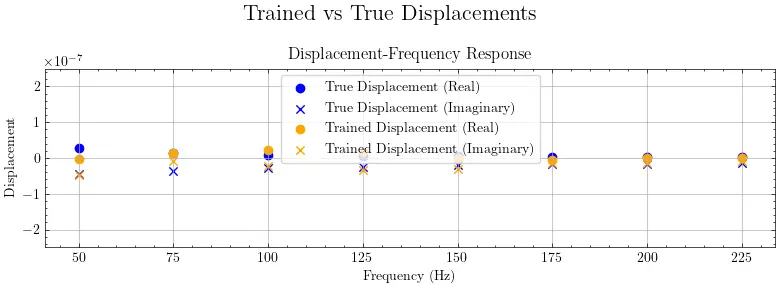 Trained vs True Displacements
×10⁻⁷
Displacement-Frequency Response
True Displacement (Real)
True Displacement (Imaginary)
Trained Displacement (Real)
Trained Displacement (Imaginary)
Displacement
2
1
0
−1
−2
50 75 100 125 150 175 200 225
Frequency (Hz)